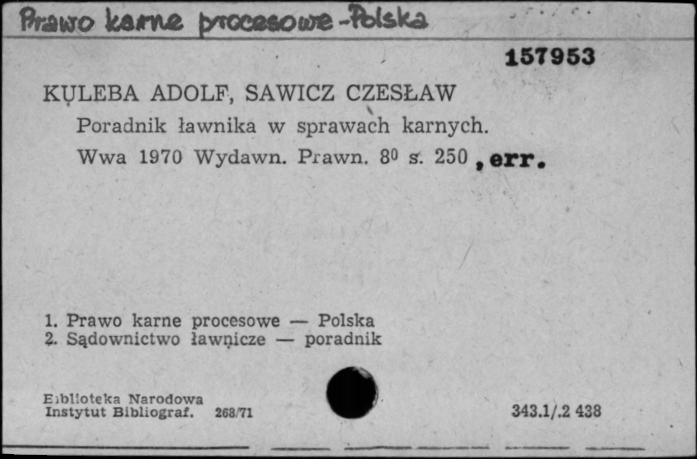 Prawo karne procesowe - Polska
157953
KULEBA ADOLF, SAWICZ CZESŁAW
Poradnik ławnika w sprawach karnych.
Wwa 1970 Wydawn. Prawn. 8⁰ s. 250 , err.
1. Prawo karne procesowe — Polska
2. Sądownictwo ławnicze — poradnik
Biblioteka Narodowa
Instytut Bibliograf. 268/71
343.1/.2 438